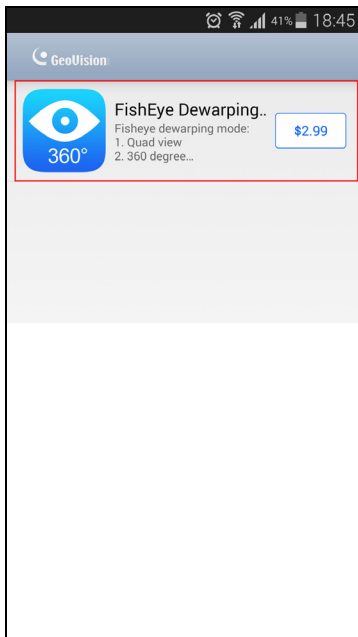 41% 18:45
GeoVision
360°
FishEye Dewarping..
Fisheye dewarping mode:
1. Quad view
2. 360 degree...
$2.99